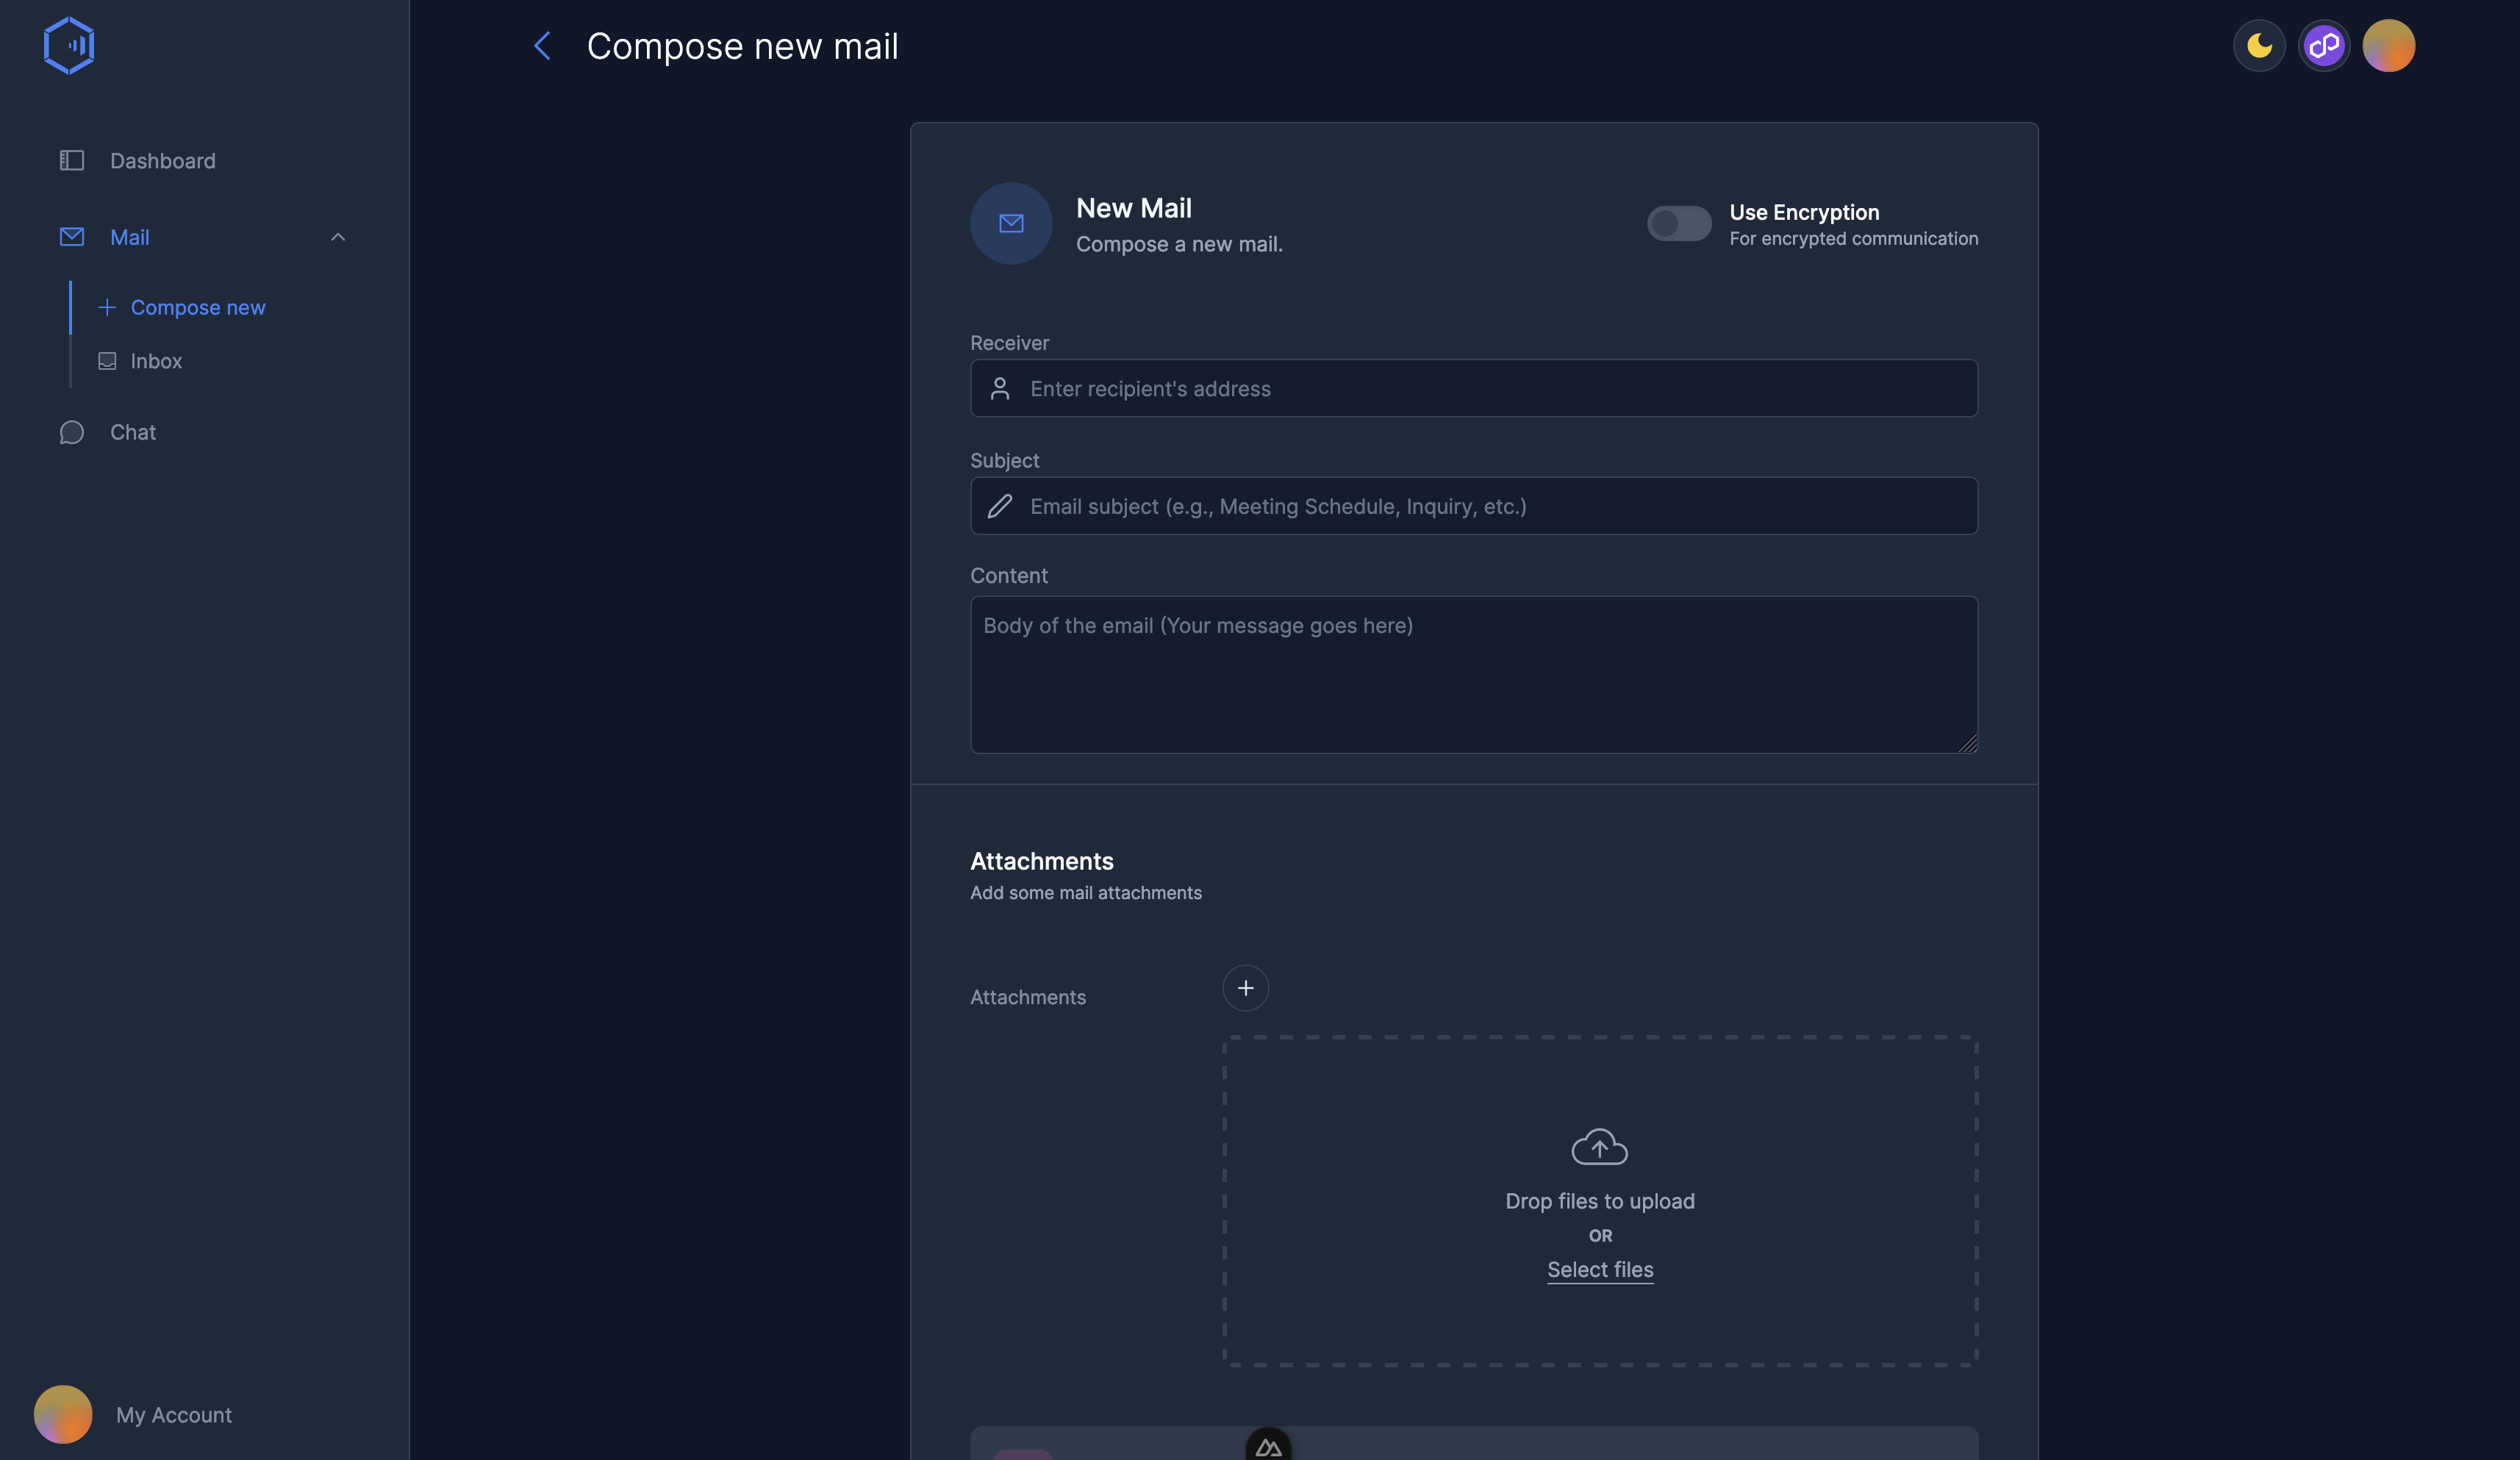 Compose new mail
Dashboard
Mail
Compose new
Inbox
Chat
My Account
New Mail
Compose a new mail.
Use Encryption
For encrypted communication
Receiver
Enter recipient's address
Subject
Email subject (e.g., Meeting Schedule, Inquiry, etc.)
Content
Body of the email (Your message goes here)
Attachments
Add some mail attachments
Attachments
Drop files to upload
OR
Select files